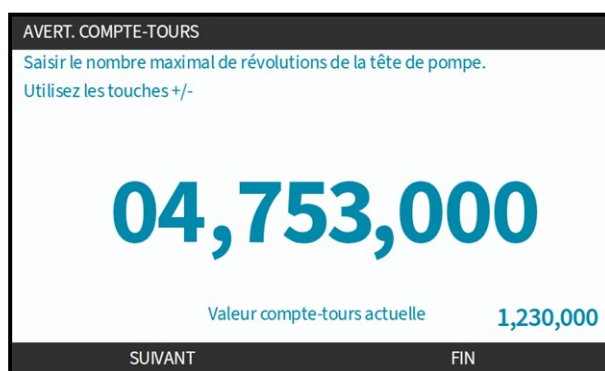 AVERT. COMPTE-TOURS
Saisir le nombre maximal de révolutions de la tête de pompe.
Utilisez les touches +/-
04,753,000
Valeur compte-tours actuelle 1,230,000
SUIVANT FIN